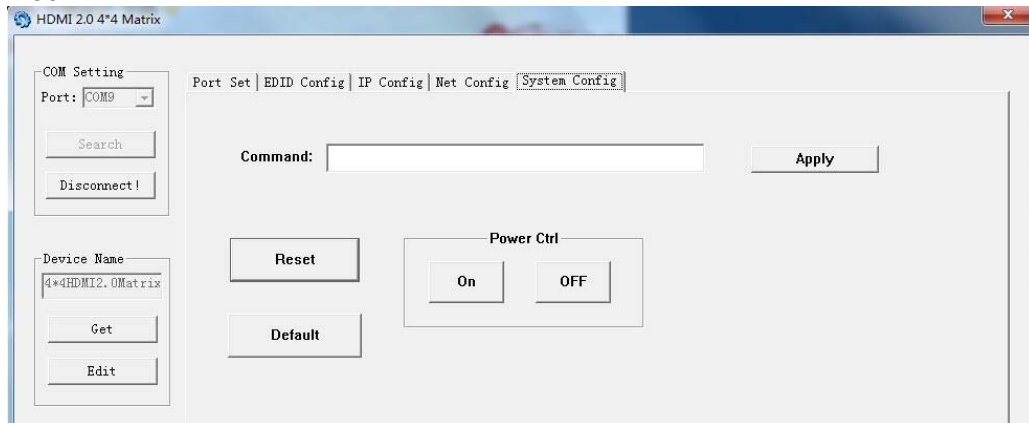 HDMI 2.0 4*4 Matrix
COM Setting
Port: COM9
Search
Disconnect!
Device Name
4*4HDMI2.0Matrix
Get
Edit
Port Set EDID Config IP Config Net Config System Config
Command:
Apply
Reset
Default
Power Ctrl
On
OFF